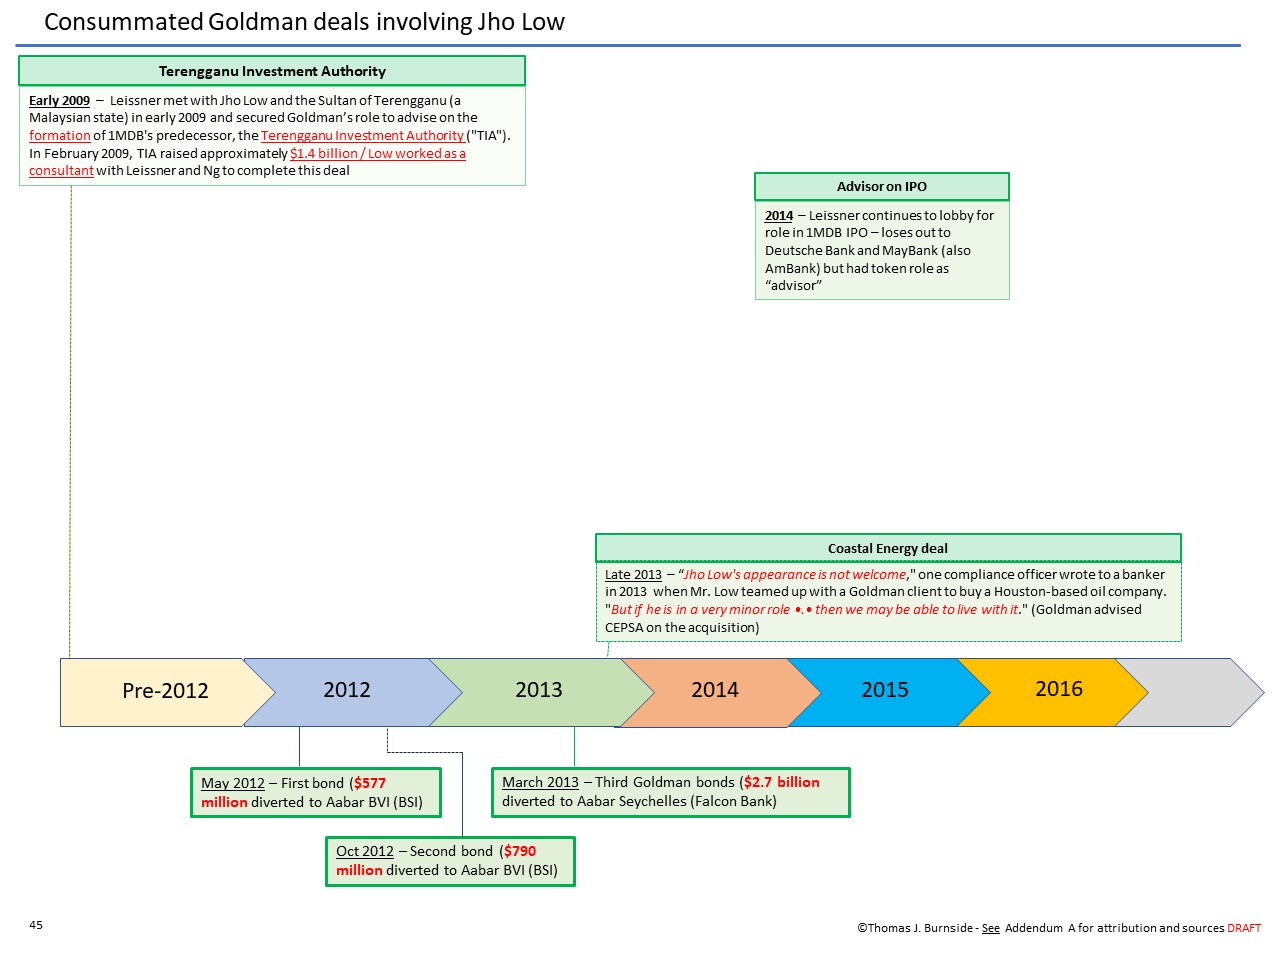 Consummated Goldman deals involving Jho Low
Terengganu Investment Authority
Early 2009 – Leissner met with Jho Low and the Sultan of Terengganu (a
Malaysian state) in early 2009 and secured Goldman’s role to advise on the
formation of 1MDB's predecessor, the Terengganu Investment Authority ("TIA").
In February 2009, TIA raised approximately $1.4 billion / Low worked as a
consultant with Leissner and Ng to complete this deal
Advisor on IPO
2014 – Leissner continues to lobby for
role in 1MDB IPO – loses out to
Deutsche Bank and MayBank (also
AmBank) but had token role as
“advisor”
Coastal Energy deal
Late 2013 – “Jho Low's appearance is not welcome," one compliance officer wrote to a banker
in 2013 when Mr. Low teamed up with a Goldman client to buy a Houston-based oil company.
"But if he is in a very minor role •.• then we may be able to live with it." (Goldman advised
CEPSA on the acquisition)
Pre-2012
2012
2013
2014
2015
2016
May 2012 – First bond ($577
million diverted to Aabar BVI (BSI)
March 2013 – Third Goldman bonds ($2.7 billion
diverted to Aabar Seychelles (Falcon Bank)
Oct 2012 – Second bond ($790
million diverted to Aabar BVI (BSI)
45
©Thomas J. Burnside - See Addendum A for attribution and sources DRAFT